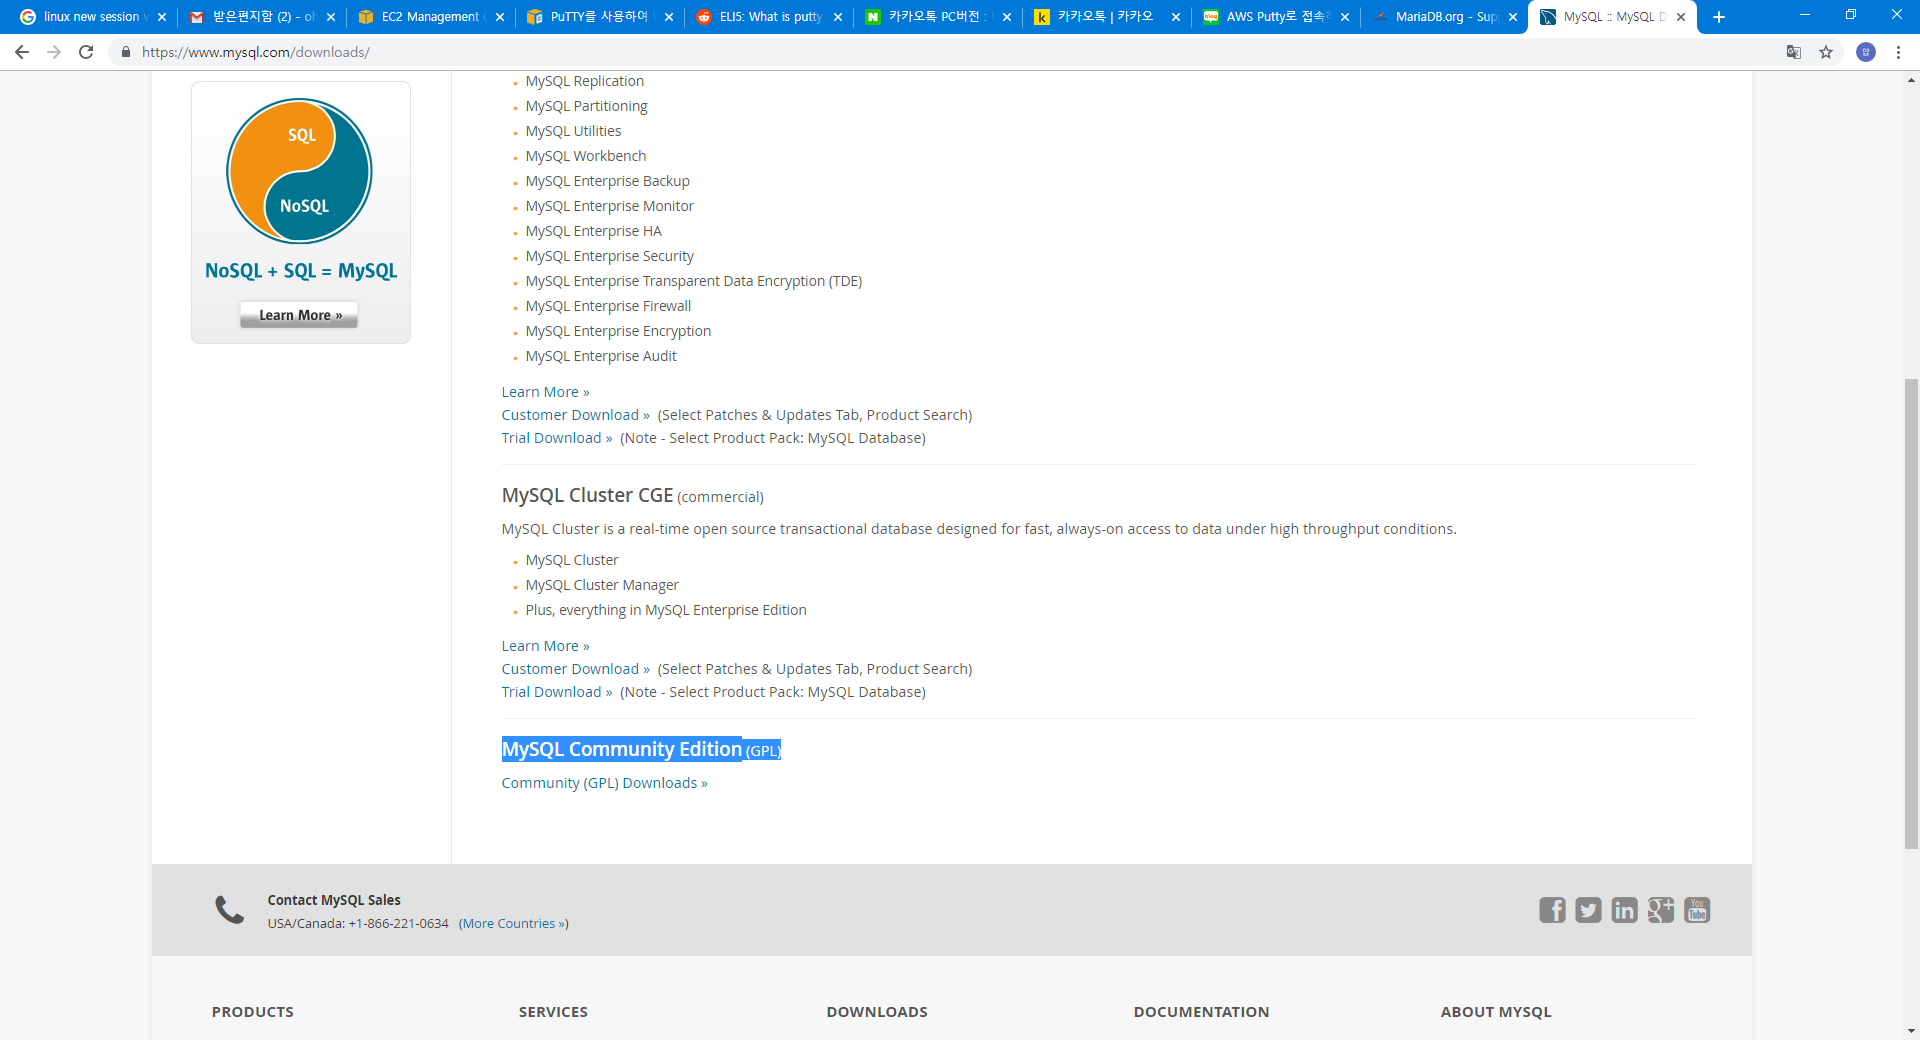 linux new session v
받은편지함 (2) - oh
EC2 Management C
PuTTY를 사용하여 Y
ELI5: What is putty
카카오톡 PC버전 :
카카오톡 | 카카오
AWS Putty로 접속하
MariaDB.org - Supp
MySQL :: MySQL D
https://www.mysql.com/downloads/
SQL
NoSQL
NoSQL + SQL = MySQL
Learn More »
MySQL Replication
MySQL Partitioning
MySQL Utilities
MySQL Workbench
MySQL Enterprise Backup
MySQL Enterprise Monitor
MySQL Enterprise HA
MySQL Enterprise Security
MySQL Enterprise Transparent Data Encryption (TDE)
MySQL Enterprise Firewall
MySQL Enterprise Encryption
MySQL Enterprise Audit
Learn More »
Customer Download » (Select Patches & Updates Tab, Product Search)
Trial Download » (Note - Select Product Pack: MySQL Database)
MySQL Cluster CGE (commercial)
MySQL Cluster is a real-time open source transactional database designed for fast, always-on access to data under high throughput conditions.
MySQL Cluster
MySQL Cluster Manager
Plus, everything in MySQL Enterprise Edition
Learn More »
Customer Download » (Select Patches & Updates Tab, Product Search)
Trial Download » (Note - Select Product Pack: MySQL Database)
MySQL Community Edition (GPL)
Community (GPL) Downloads »
Contact MySQL Sales
USA/Canada: +1-866-221-0634 (More Countries »)
PRODUCTS
SERVICES
DOWNLOADS
DOCUMENTATION
ABOUT MYSQL